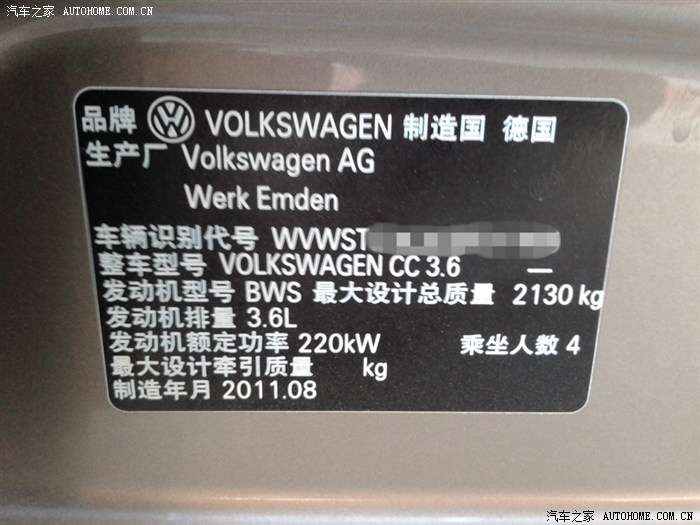 汽车之家 AUTOHOME.COM.CN
品牌 VOLKSWAGEN 制造国 德国
生产厂 Volkswagen AG
Werk Emden
车辆识别代号 WVWST
整车型号 VOLKSWAGEN CC 3.6 —
发动机型号 BWS 最大设计总质量 2130 kg
发动机排量 3.6L
发动机额定功率 220kW 乘坐人数 4
最大设计牵引质量 kg
制造年月 2011.08
汽车之家 AUTOHOME.COM.CN